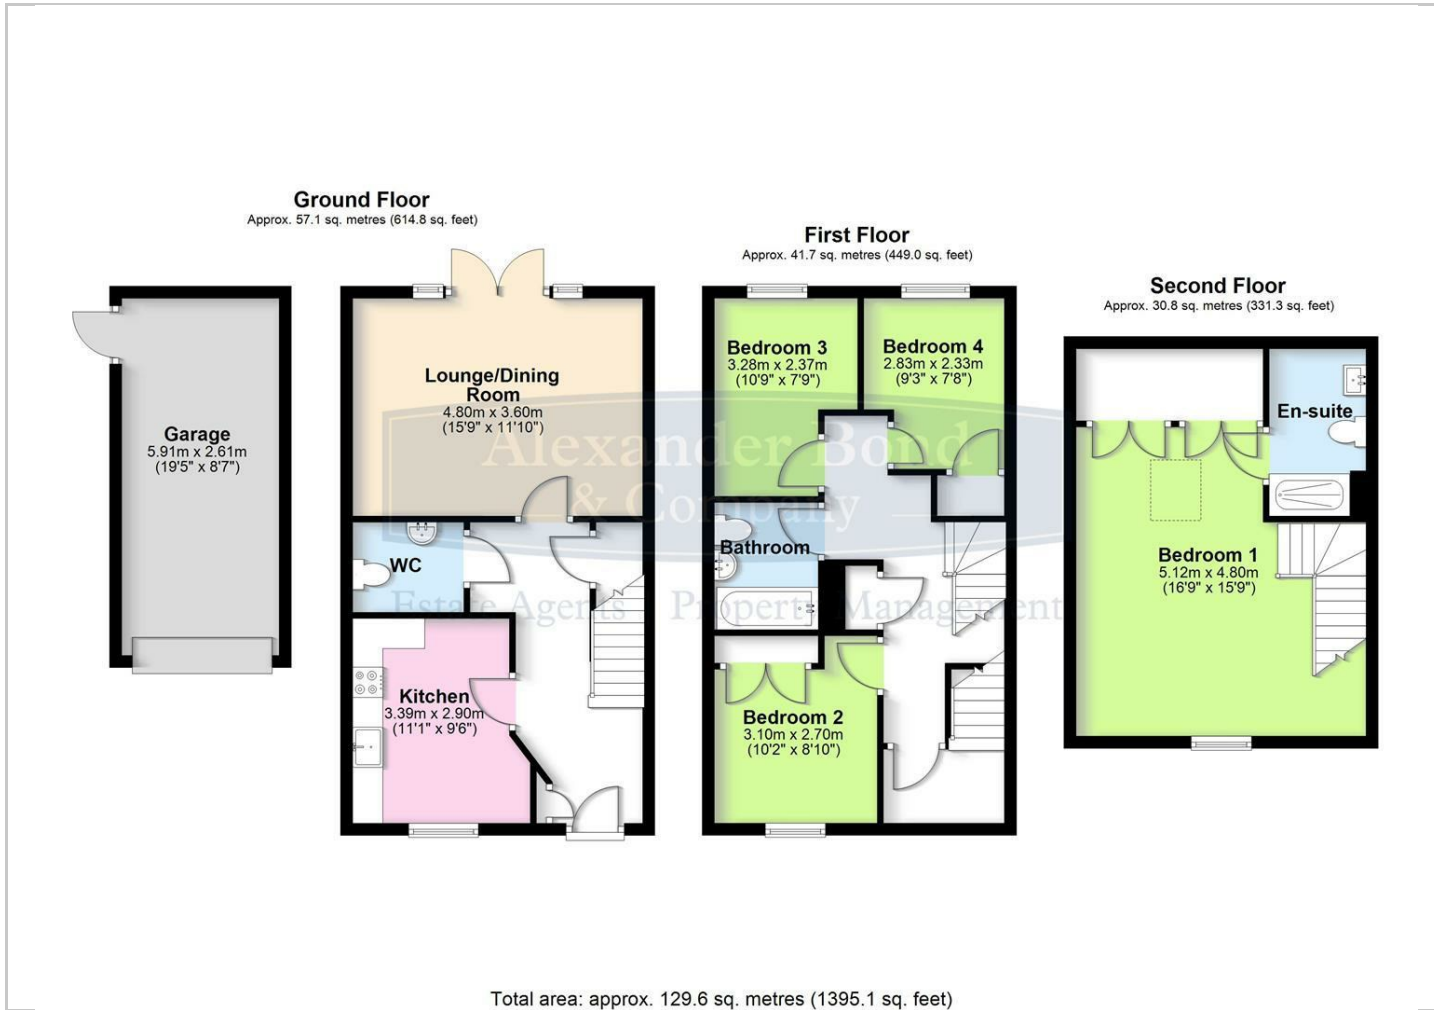 Ground Floor
Approx. 57.1 sq. metres (614.8 sq. feet)
First Floor
Approx. 41.7 sq. metres (449.0 sq. feet)
Second Floor
Approx. 30.8 sq. metres (331.3 sq. feet)
Garage
5.91m x 2.61m
(19'5" x 8'7")
Lounge/Dining
Room
4.80m x 3.60m
(15'9" x 11'10")
WC
Kitchen
3.39m x 2.90m
(11'1" x 9'6")
Bedroom 3
3.28m x 2.37m
(10'9" x 7'9")
Bedroom 4
2.83m x 2.33m
(9'3" x 7'8")
Bathroom
Bedroom 2
3.10m x 2.70m
(10'2" x 8'10")
En-suite
Bedroom 1
5.12m x 4.80m
(16'9" x 15'9")
Alexander Bond
& Company
Estate Agents Property Management
Total area: approx. 129.6 sq. metres (1395.1 sq. feet)